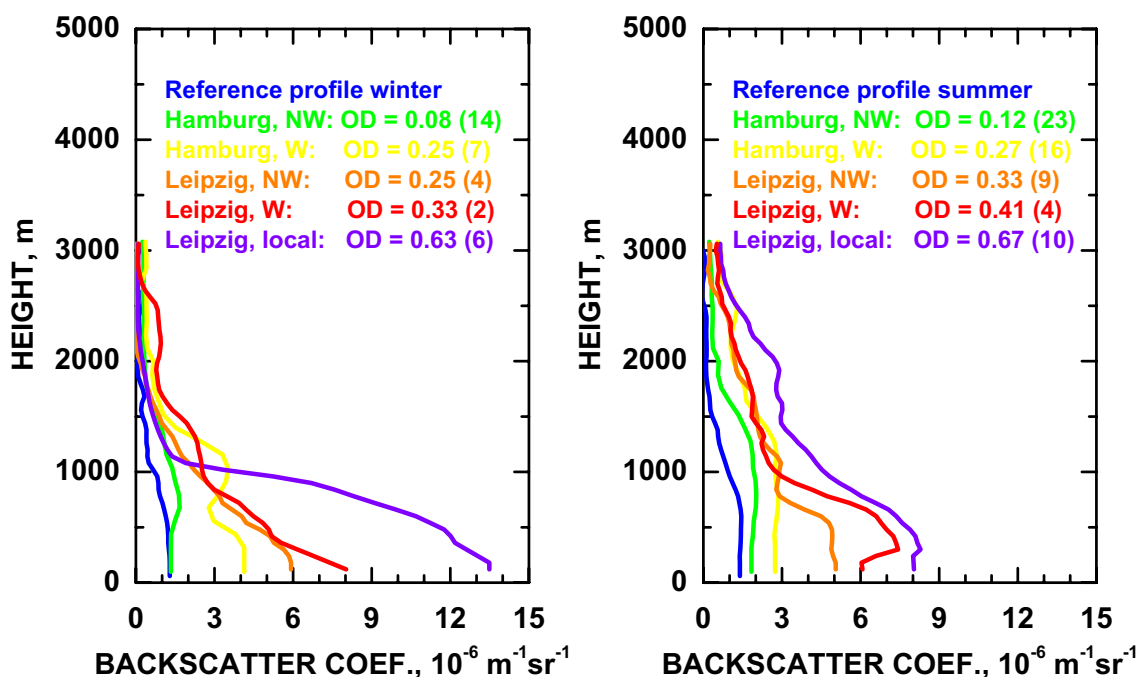 5000
4000
3000
2000
1000
0
HEIGHT, m
Reference profile winter
Hamburg, NW: OD = 0.08 (14)
Hamburg, W: OD = 0.25 (7)
Leipzig, NW: OD = 0.25 (4)
Leipzig, W: OD = 0.33 (2)
Leipzig, local: OD = 0.63 (6)
0 3 6 9 12 15
BACKSCATTER COEF., 10⁻⁶ m⁻¹sr⁻¹
5000
4000
3000
2000
1000
0
HEIGHT, m
Reference profile summer
Hamburg, NW: OD = 0.12 (23)
Hamburg, W: OD = 0.27 (16)
Leipzig, NW: OD = 0.33 (9)
Leipzig, W: OD = 0.41 (4)
Leipzig, local: OD = 0.67 (10)
0 3 6 9 12 15
BACKSCATTER COEF., 10⁻⁶ m⁻¹sr⁻¹